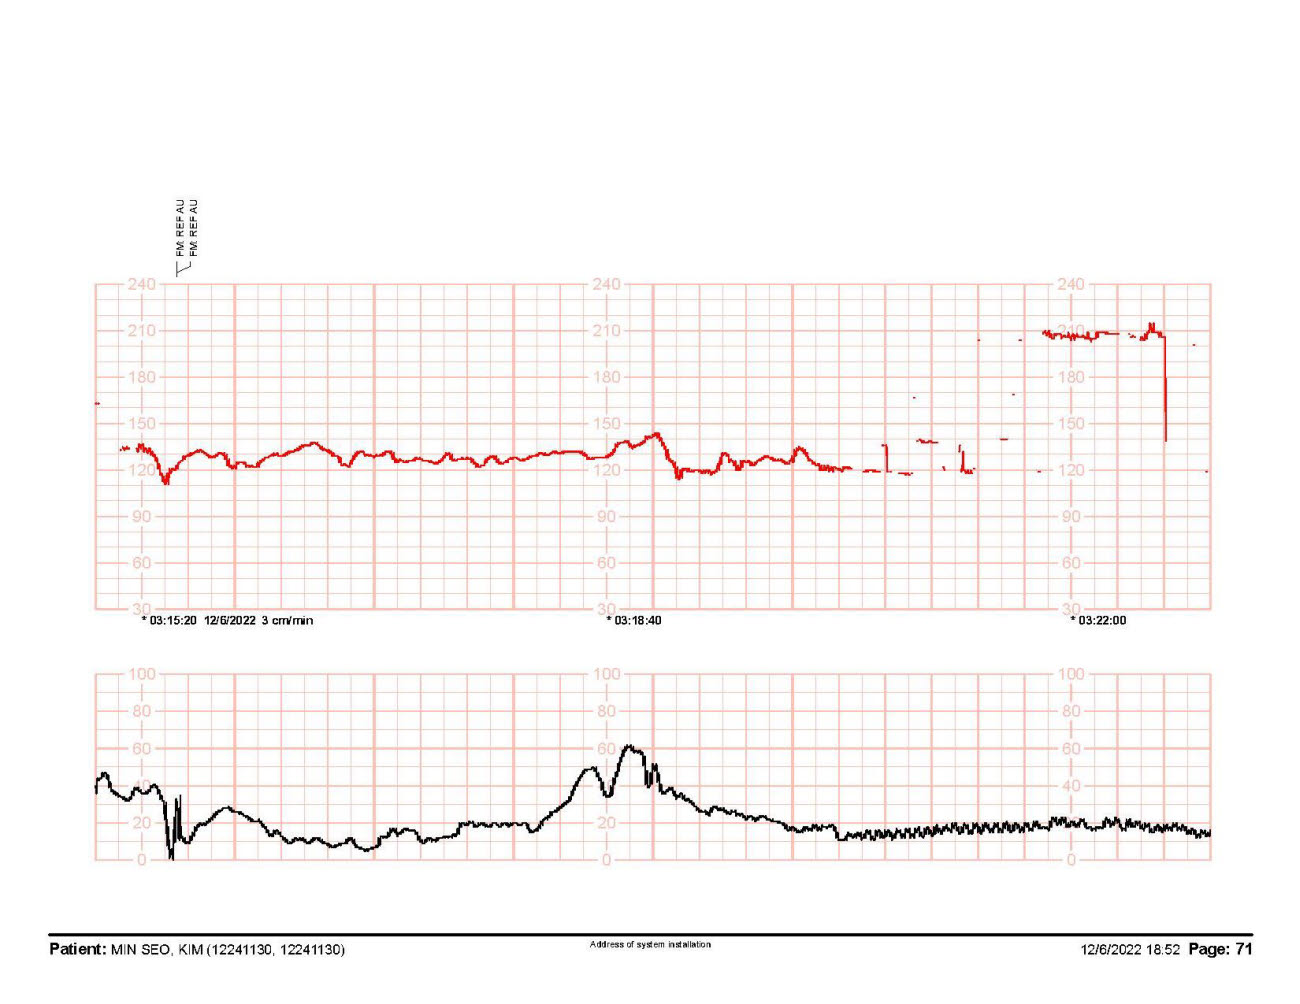 FM: REF AU
FM: REF AU
240 240 240
210 210 210
180 180 180
150 150 150
120 120 120
90 90 90
60 60 60
30 30 30
* 03:15:20 12/6/2022 3 cm/min * 03:18:40 * 03:22:00
100 100 100
80 80 80
60 60 60
40 40
20 20 20
0 0 0
Patient: MIN SEO, KIM (12241130, 12241130) Address of system installation 12/6/2022 18:52 Page: 71